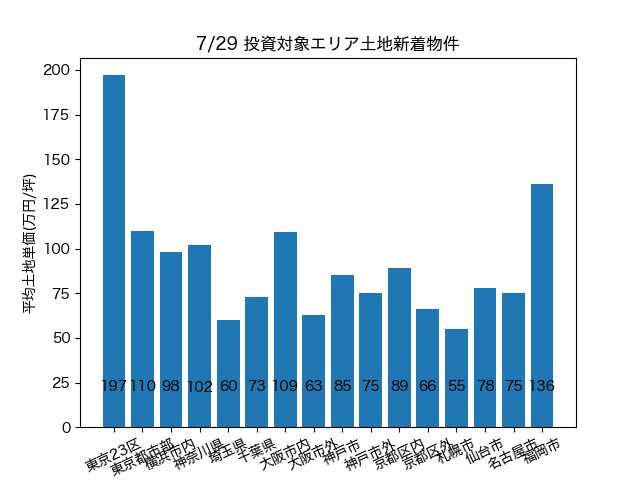 7/29 投資対象エリア土地新着物件
平均土地単価(万円/坪)
200
175
150
125
100
75
50
25
0
197 110 98 102 60 73 109 63 85 75 89 66 55 78 75 136
東京23区
東京都市部
横浜市内
神奈川県
埼玉県
千葉県
大阪市内
大阪市外
神戸市
神戸市外
京都区内
京都区外
札幌市
仙台市
名古屋市
福岡市